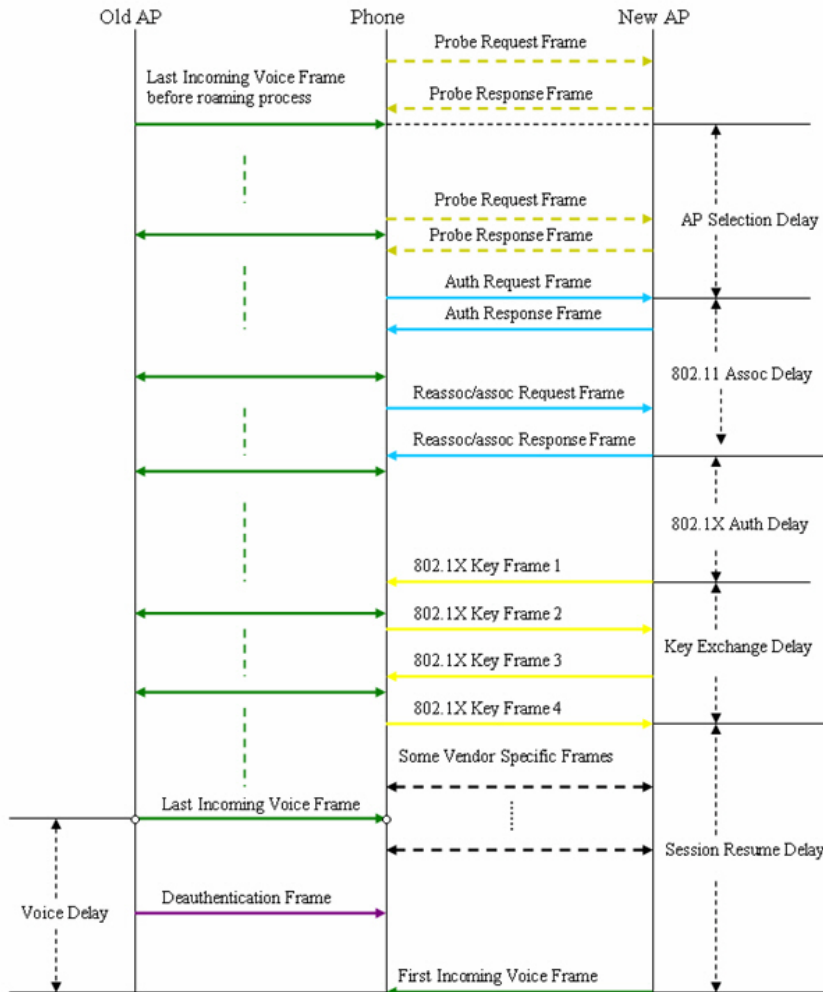 Old AP
Phone
New AP
Probe Request Frame
Last Incoming Voice Frame
before roaming process
Probe Response Frame
Probe Request Frame
AP Selection Delay
Probe Response Frame
Auth Request Frame
Auth Response Frame
802.11 Assoc Delay
Reassoc/assoc Request Frame
Reassoc/assoc Response Frame
802.1X Auth Delay
802.1X Key Frame 1
802.1X Key Frame 2
Key Exchange Delay
802.1X Key Frame 3
802.1X Key Frame 4
Some Vendor Specific Frames
Last Incoming Voice Frame
Session Resume Delay
Deauthentication Frame
Voice Delay
First Incoming Voice Frame